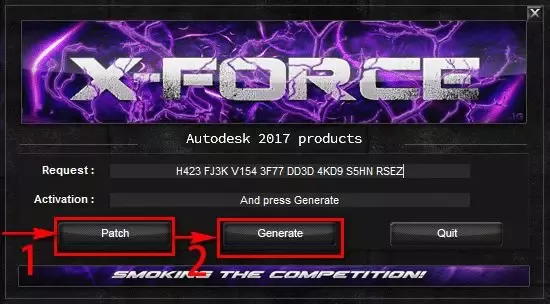 X-FORCE
.JG
Autodesk 2017 products
Request : H423 FJ3K V154 3F77 DD3D 4KD9 S5HN RSEZ
Activation : And press Generate
Patch Generate Quit
1 2
SMOKING THE COMPETITION!